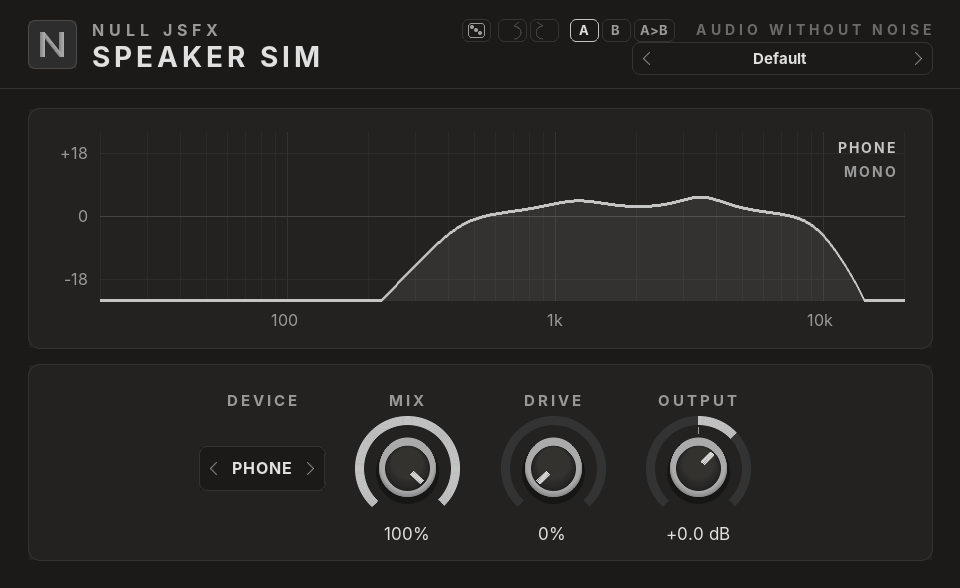 N
NULL JSFX
SPEAKER SIM
A B A>B
AUDIO WITHOUT NOISE
Default
+18
0
-18
PHONE
MONO
100 1k 10k
DEVICE MIX DRIVE OUTPUT
PHONE
100% 0% +0.0 dB